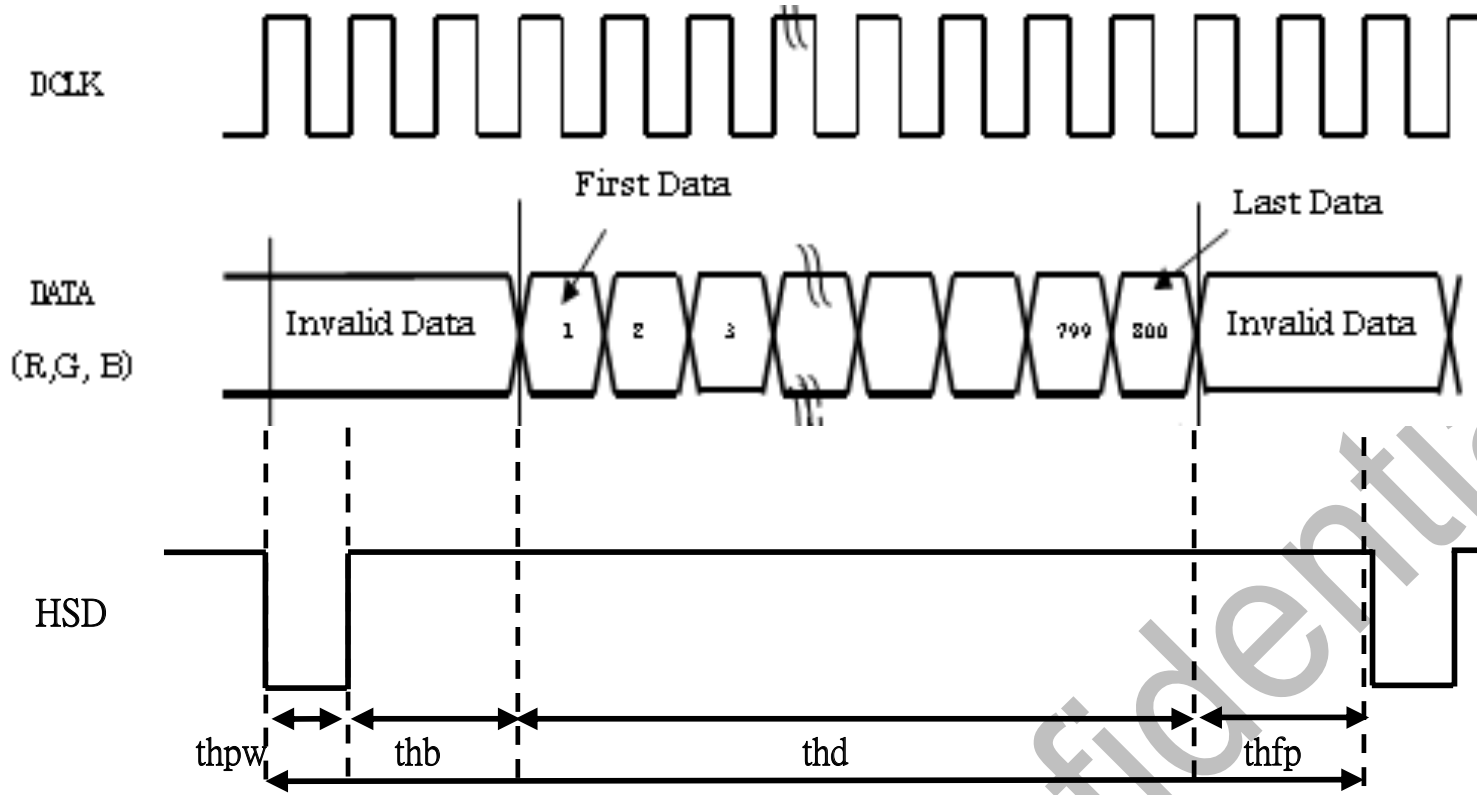 DCLK
First Data
Last Data
DATA
(R,G, B)
Invalid Data
1
2
3
799
800
Invalid Data
HSD
thpw
thb
thd
thfp